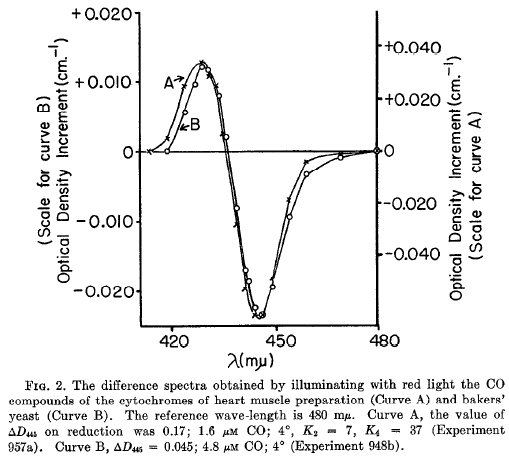 +0.020
+0.010
0
-0.010
-0.020
(Scale for curve B)
Optical Density Increment (cm.⁻¹)
A
B
+0.040
+0.020
0
-0.020
-0.040
Optical Density Increment (cm.⁻¹)
(Scale for curve A)
420
450
480
λ(mμ)
FIG. 2. The difference spectra obtained by illuminating with red light the CO
compounds of the cytochromes of heart muscle preparation (Curve A) and bakers'
yeast (Curve B). The reference wave-length is 480 mμ. Curve A, the value of
ΔD₄₄₅ on reduction was 0.17; 1.6 μM CO; 4°, K₂ = 7, K₄ = 37 (Experiment
957a). Curve B, ΔD₄₄₅ = 0.045; 4.8 μM CO; 4° (Experiment 948b).